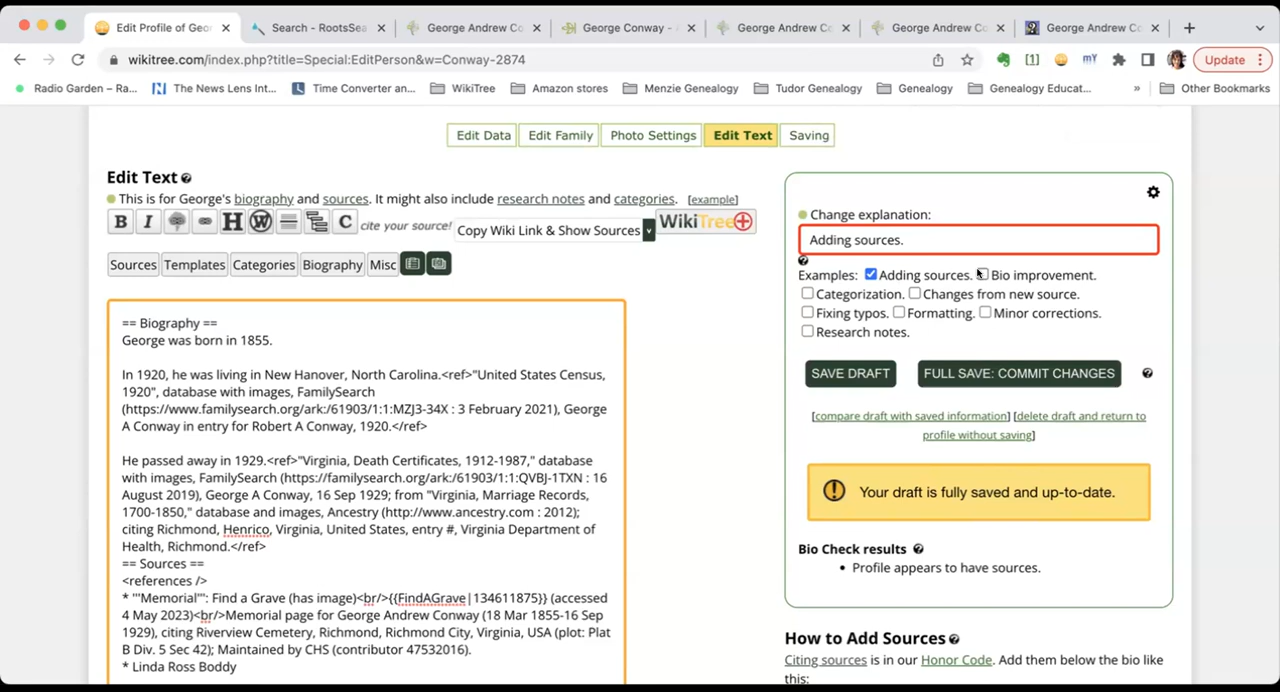 Edit Profile of Geor
Search - RootsSea
George Andrew Co
George Conway - 
George Andrew Co
George Andrew Co
George Andrew Co
wikitree.com/index.php?title=Special:EditPerson&w=Conway-2874
[1]
mY
Update
Radio Garden – Ra...
The News Lens Int...
Time Converter an...
WikiTree
Amazon stores
Menzie Genealogy
Tudor Genealogy
Genealogy
Genealogy Educat...
»
Other Bookmarks
Edit Data
Edit Family
Photo Settings
Edit Text
Saving
Edit Text
This is for George's biography and sources. It might also include research notes and categories. [example]
B I H W C cite your source! Copy Wiki Link & Show Sources WikiTree
Sources Templates Categories Biography Misc
== Biography ==
George was born in 1855.
In 1920, he was living in New Hanover, North Carolina.<ref>"United States Census,
1920", database with images, FamilySearch
(https://www.familysearch.org/ark:/61903/1:1:MZJ3-34X : 3 February 2021), George
A Conway in entry for Robert A Conway, 1920.</ref>
He passed away in 1929.<ref>"Virginia, Death Certificates, 1912-1987," database
with images, FamilySearch (https://familysearch.org/ark:/61903/1:1:QVBJ-1TXN : 16
August 2019), George A Conway, 16 Sep 1929; from "Virginia, Marriage Records,
1700-1850," database and images, Ancestry (http://www.ancestry.com : 2012);
citing Richmond, Henrico, Virginia, United States, entry #, Virginia Department of
Health, Richmond.</ref>
== Sources ==
<references />
* '''Memorial''': Find a Grave (has image)<br/>{{FindAGrave|134611875}} (accessed
4 May 2023)<br/>Memorial page for George Andrew Conway (18 Mar 1855-16 Sep
1929), citing Riverview Cemetery, Richmond, Richmond City, Virginia, USA (plot: Plat
B Div. 5 Sec 42); Maintained by CHS (contributor 47532016).
* Linda Ross Boddy
Change explanation:
Adding sources.
Examples: Adding sources. Bio improvement.
Categorization. Changes from new source.
Fixing typos. Formatting. Minor corrections.
Research notes.
SAVE DRAFT
FULL SAVE: COMMIT CHANGES
[compare draft with saved information] [delete draft and return to
profile without saving]
Your draft is fully saved and up-to-date.
Bio Check results
• Profile appears to have sources.
How to Add Sources
Citing sources is in our Honor Code. Add them below the bio like
this: